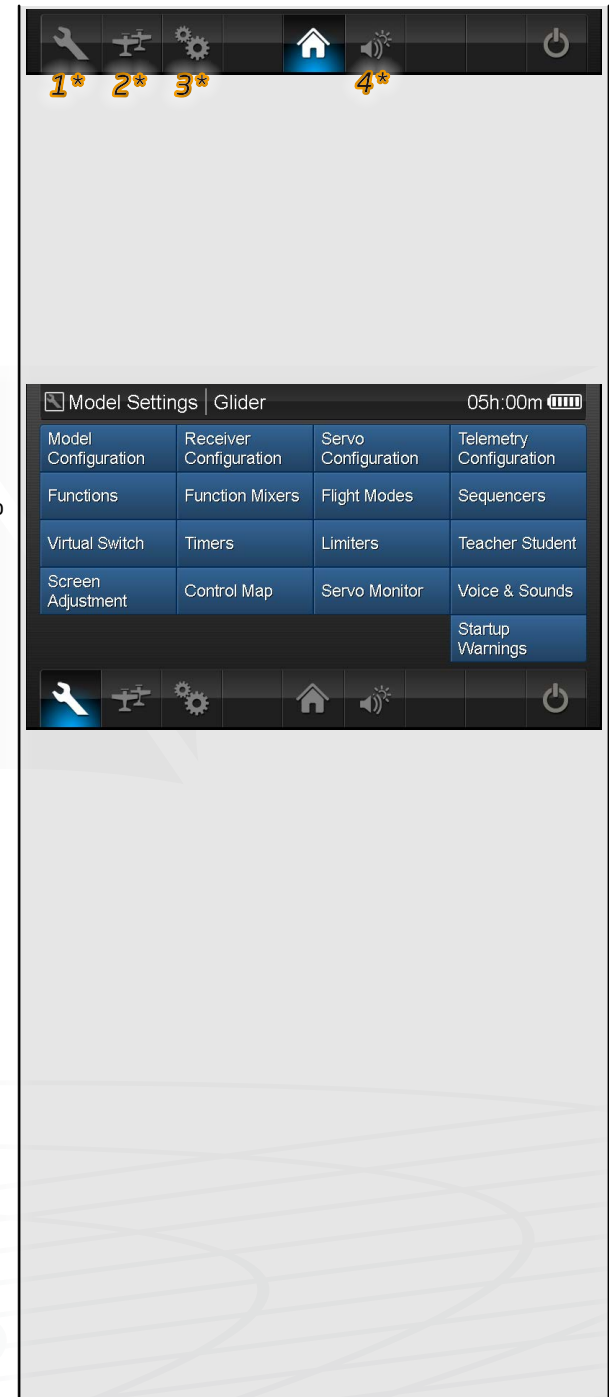 1* 2* 3* 4*
Model Settings | Glider 05h:00m
Model Configuration Receiver Configuration Servo Configuration Telemetry Configuration
Functions Function Mixers Flight Modes Sequencers
Virtual Switch Timers Limiters Teacher Student
Screen Adjustment Control Map Servo Monitor Voice & Sounds
Startup Warnings